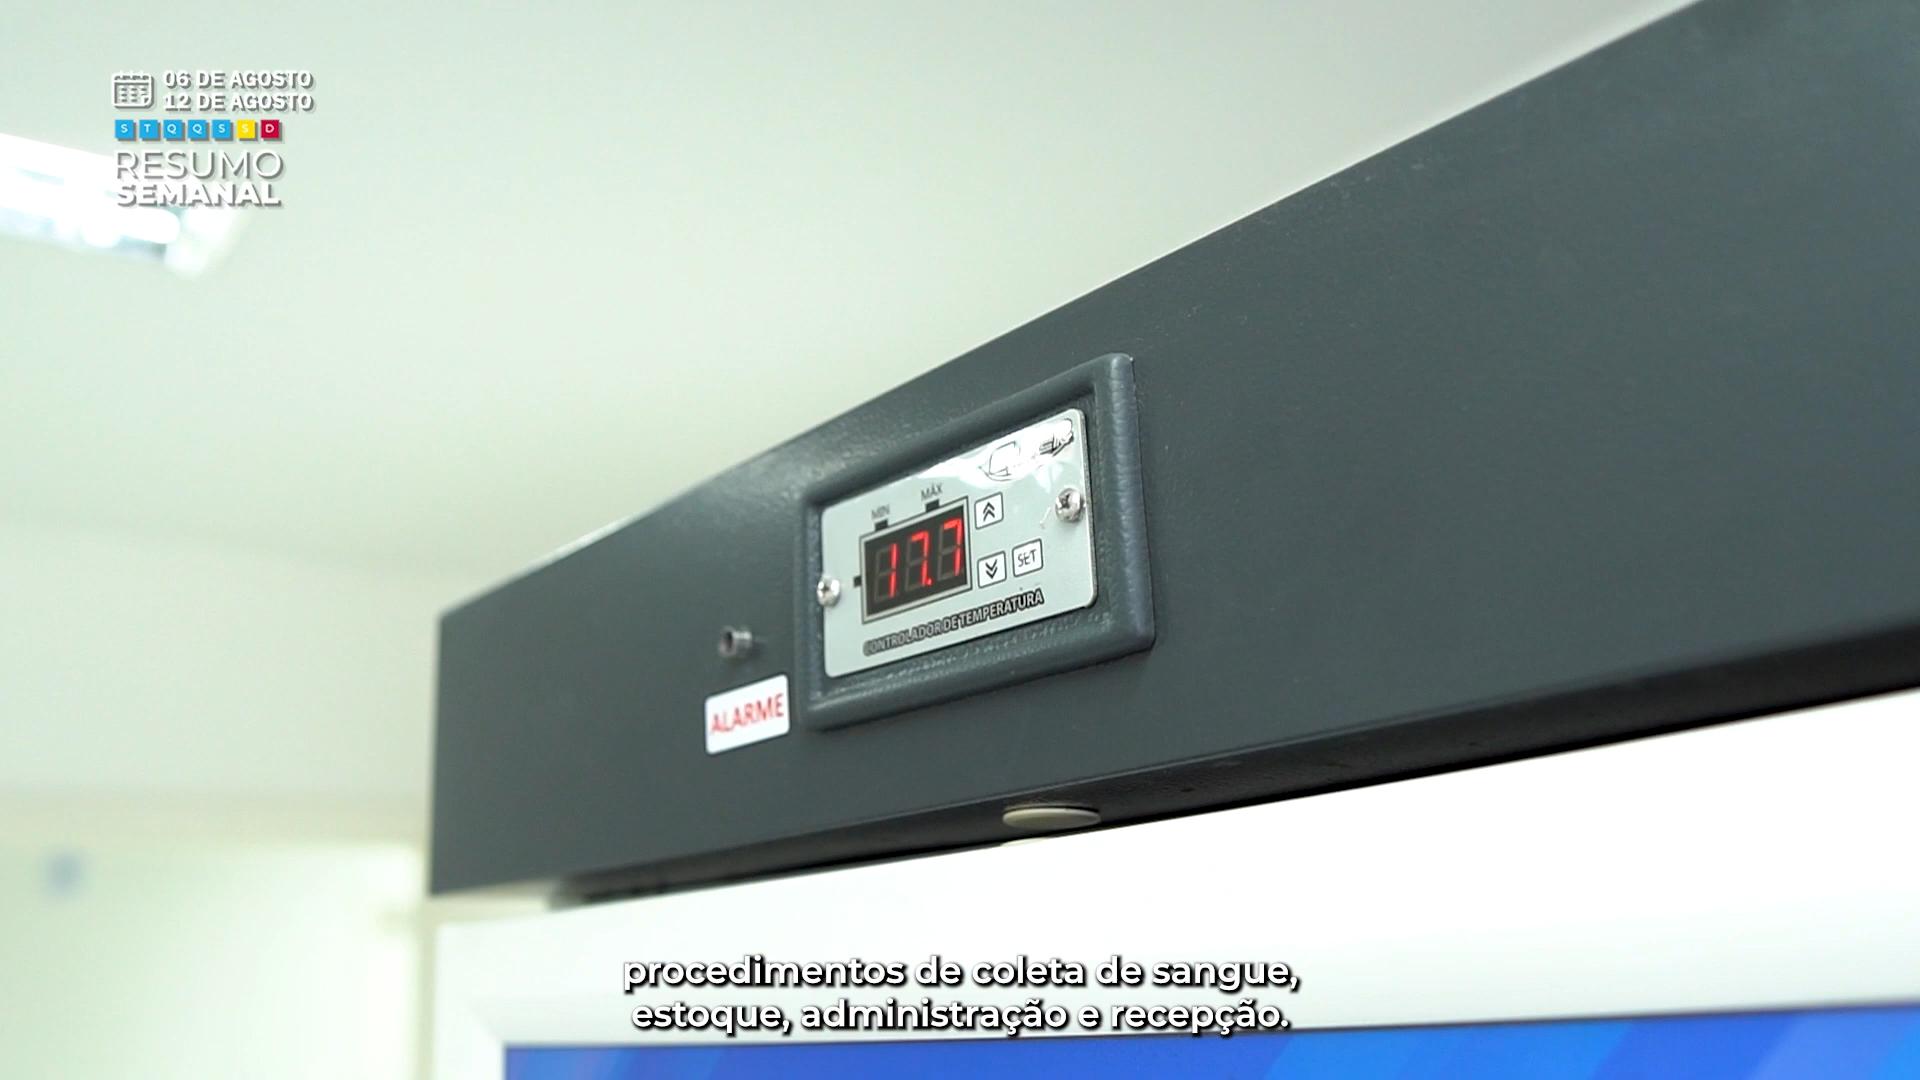 06 DE AGOSTO
12 DE AGOSTO
S T Q Q S S D
RESUMO
SEMANAL
MIN MÁX
17.7
SET
CONTROLADOR DE TEMPERATURA
ALARME
procedimentos de coleta de sangue,
estoque, administração e recepção.